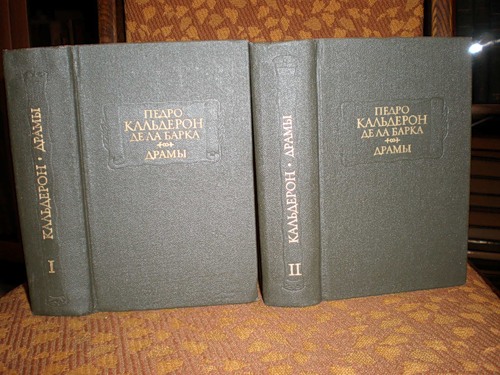 КАЛЬДЕРОН · ДРАМЫ
I
ПЕДРО
КАЛЬДЕРОН
ДЕ ЛА БАРКА
ДРАМЫ
КАЛЬДЕРОН · ДРАМЫ
II
ПЕДРО
КАЛЬДЕРОН
ДЕ ЛА БАРКА
ДРАМЫ